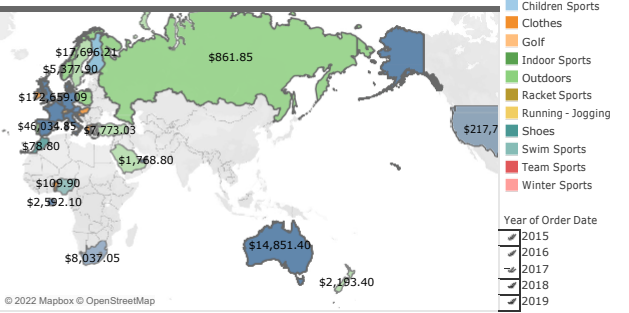 $17,696.21
$5,377.90
$861.85
$172,659.09
$46,034.85
$7,773.03
$217,7
$78.80
$1,768.80
$109.90
$2,592.10
$14,851.40
$8,037.05
$2,193.40
© 2022 Mapbox © OpenStreetMap
Children Sports
Clothes
Golf
Indoor Sports
Outdoors
Racket Sports
Running - Jogging
Shoes
Swim Sports
Team Sports
Winter Sports
Year of Order Date
2015
2016
2017
2018
2019